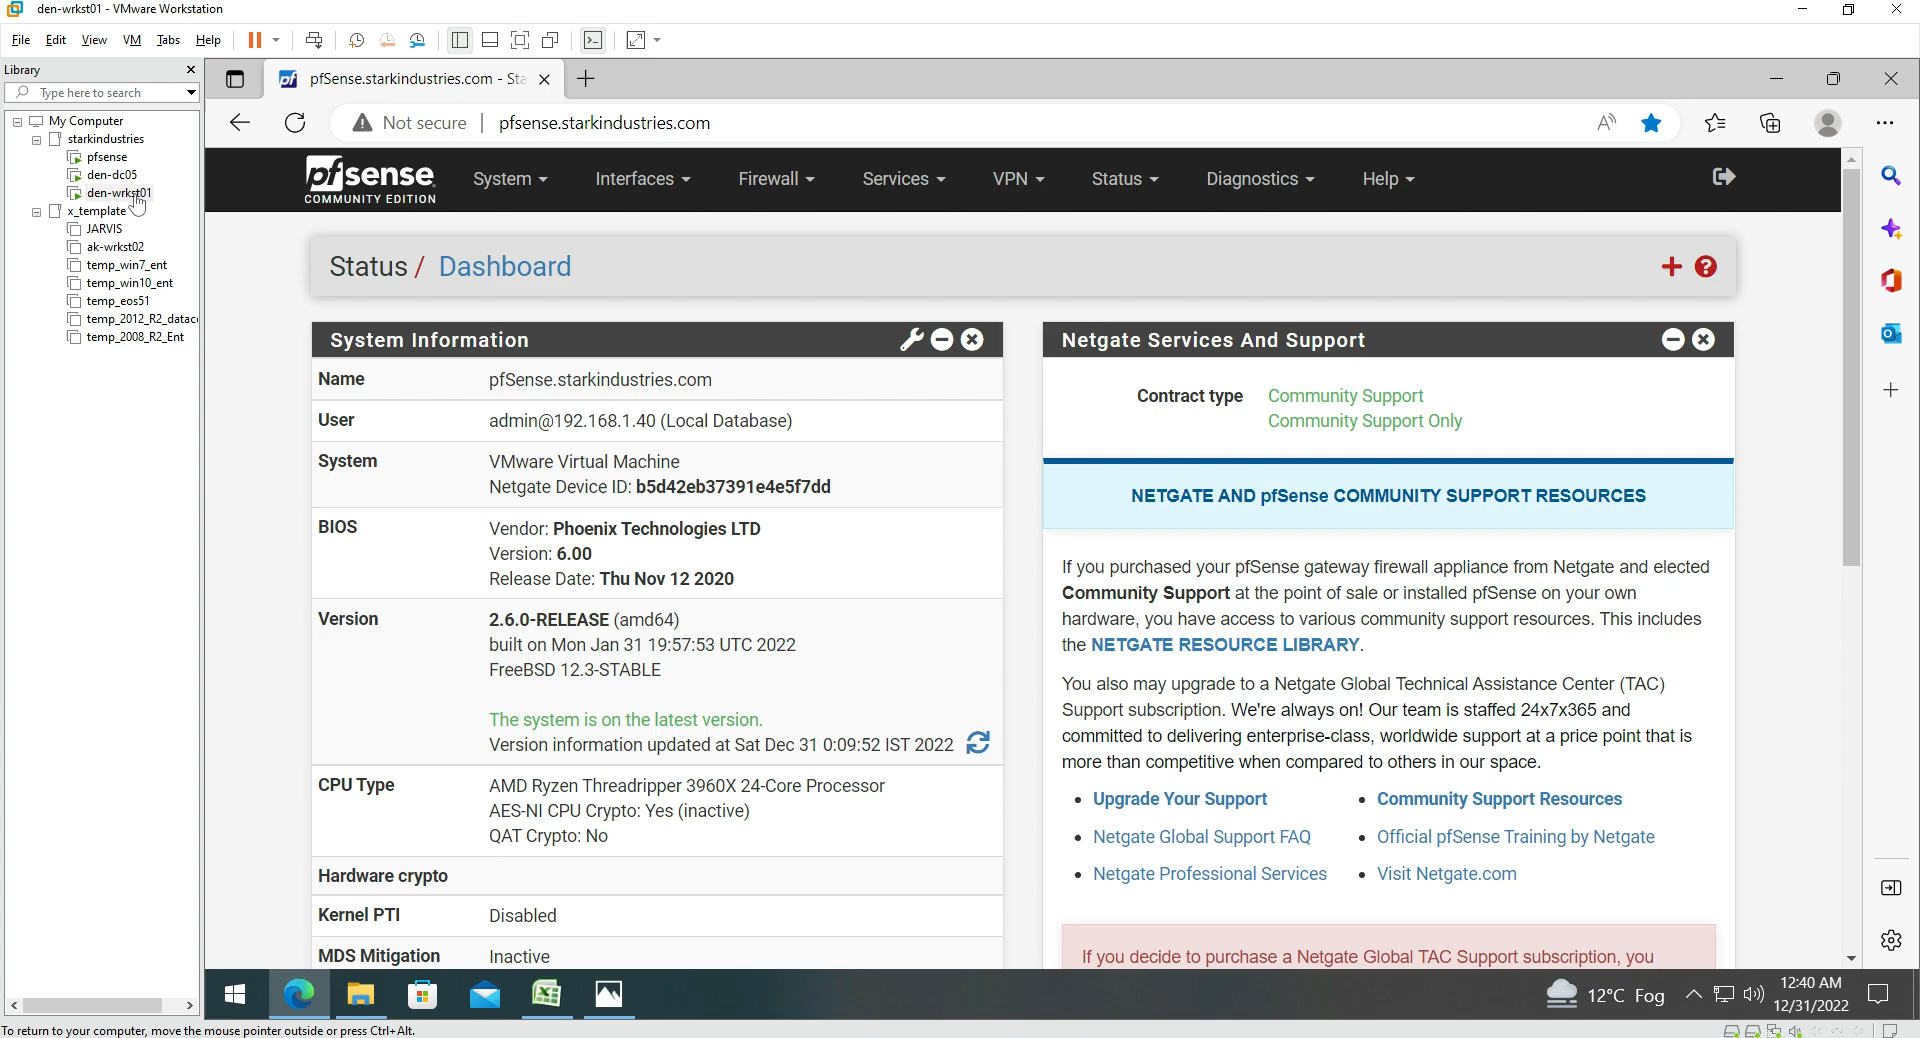 den-wrkst01 - VMware Workstation
File Edit View VM Tabs Help
Library
Type here to search
My Computer
starkindustries
pfsense
den-dc05
den-wrkst01
x_template
JARVIS
ak-wrkst02
temp_win7_ent
temp_win10_ent
temp_eos51
temp_2012_R2_datac
temp_2008_R2_Ent
pfSense.starkindustries.com - Sta
Not secure pfsense.starkindustries.com
pfsense
COMMUNITY EDITION
System Interfaces Firewall Services VPN Status Diagnostics Help
Status / Dashboard
System Information
Name pfSense.starkindustries.com
User admin@192.168.1.40 (Local Database)
System VMware Virtual Machine
Netgate Device ID: b5d42eb37391e4e5f7dd
BIOS Vendor: Phoenix Technologies LTD
Version: 6.00
Release Date: Thu Nov 12 2020
Version 2.6.0-RELEASE (amd64)
built on Mon Jan 31 19:57:53 UTC 2022
FreeBSD 12.3-STABLE
The system is on the latest version.
Version information updated at Sat Dec 31 0:09:52 IST 2022
CPU Type AMD Ryzen Threadripper 3960X 24-Core Processor
AES-NI CPU Crypto: Yes (inactive)
QAT Crypto: No
Hardware crypto
Kernel PTI Disabled
MDS Mitigation Inactive
Netgate Services And Support
Contract type Community Support
Community Support Only
NETGATE AND pfSense COMMUNITY SUPPORT RESOURCES
If you purchased your pfSense gateway firewall appliance from Netgate and elected
Community Support at the point of sale or installed pfSense on your own
hardware, you have access to various community support resources. This includes
the NETGATE RESOURCE LIBRARY.
You also may upgrade to a Netgate Global Technical Assistance Center (TAC)
Support subscription. We're always on! Our team is staffed 24x7x365 and
committed to delivering enterprise-class, worldwide support at a price point that is
more than competitive when compared to others in our space.
Upgrade Your Support
Community Support Resources
Netgate Global Support FAQ
Official pfSense Training by Netgate
Netgate Professional Services
Visit Netgate.com
If you decide to purchase a Netgate Global TAC Support subscription, you
12°C Fog
12:40 AM
12/31/2022
To return to your computer, move the mouse pointer outside or press Ctrl+Alt.